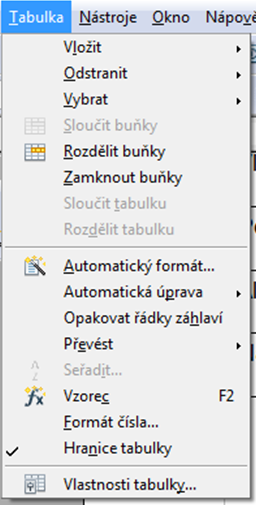 Tabulka Nástroje Okno Nápov
Vložit
Odstranit
Vybrat
Sloučit buňky
Rozdělit buňky
Zamknout buňky
Sloučit tabulku
Rozdělit tabulku
Automatický formát...
Automatická úprava
Opakovat řádky záhlaví
Převést
Seřadit...
Vzorec F2
Formát čísla...
Hranice tabulky
Vlastnosti tabulky...